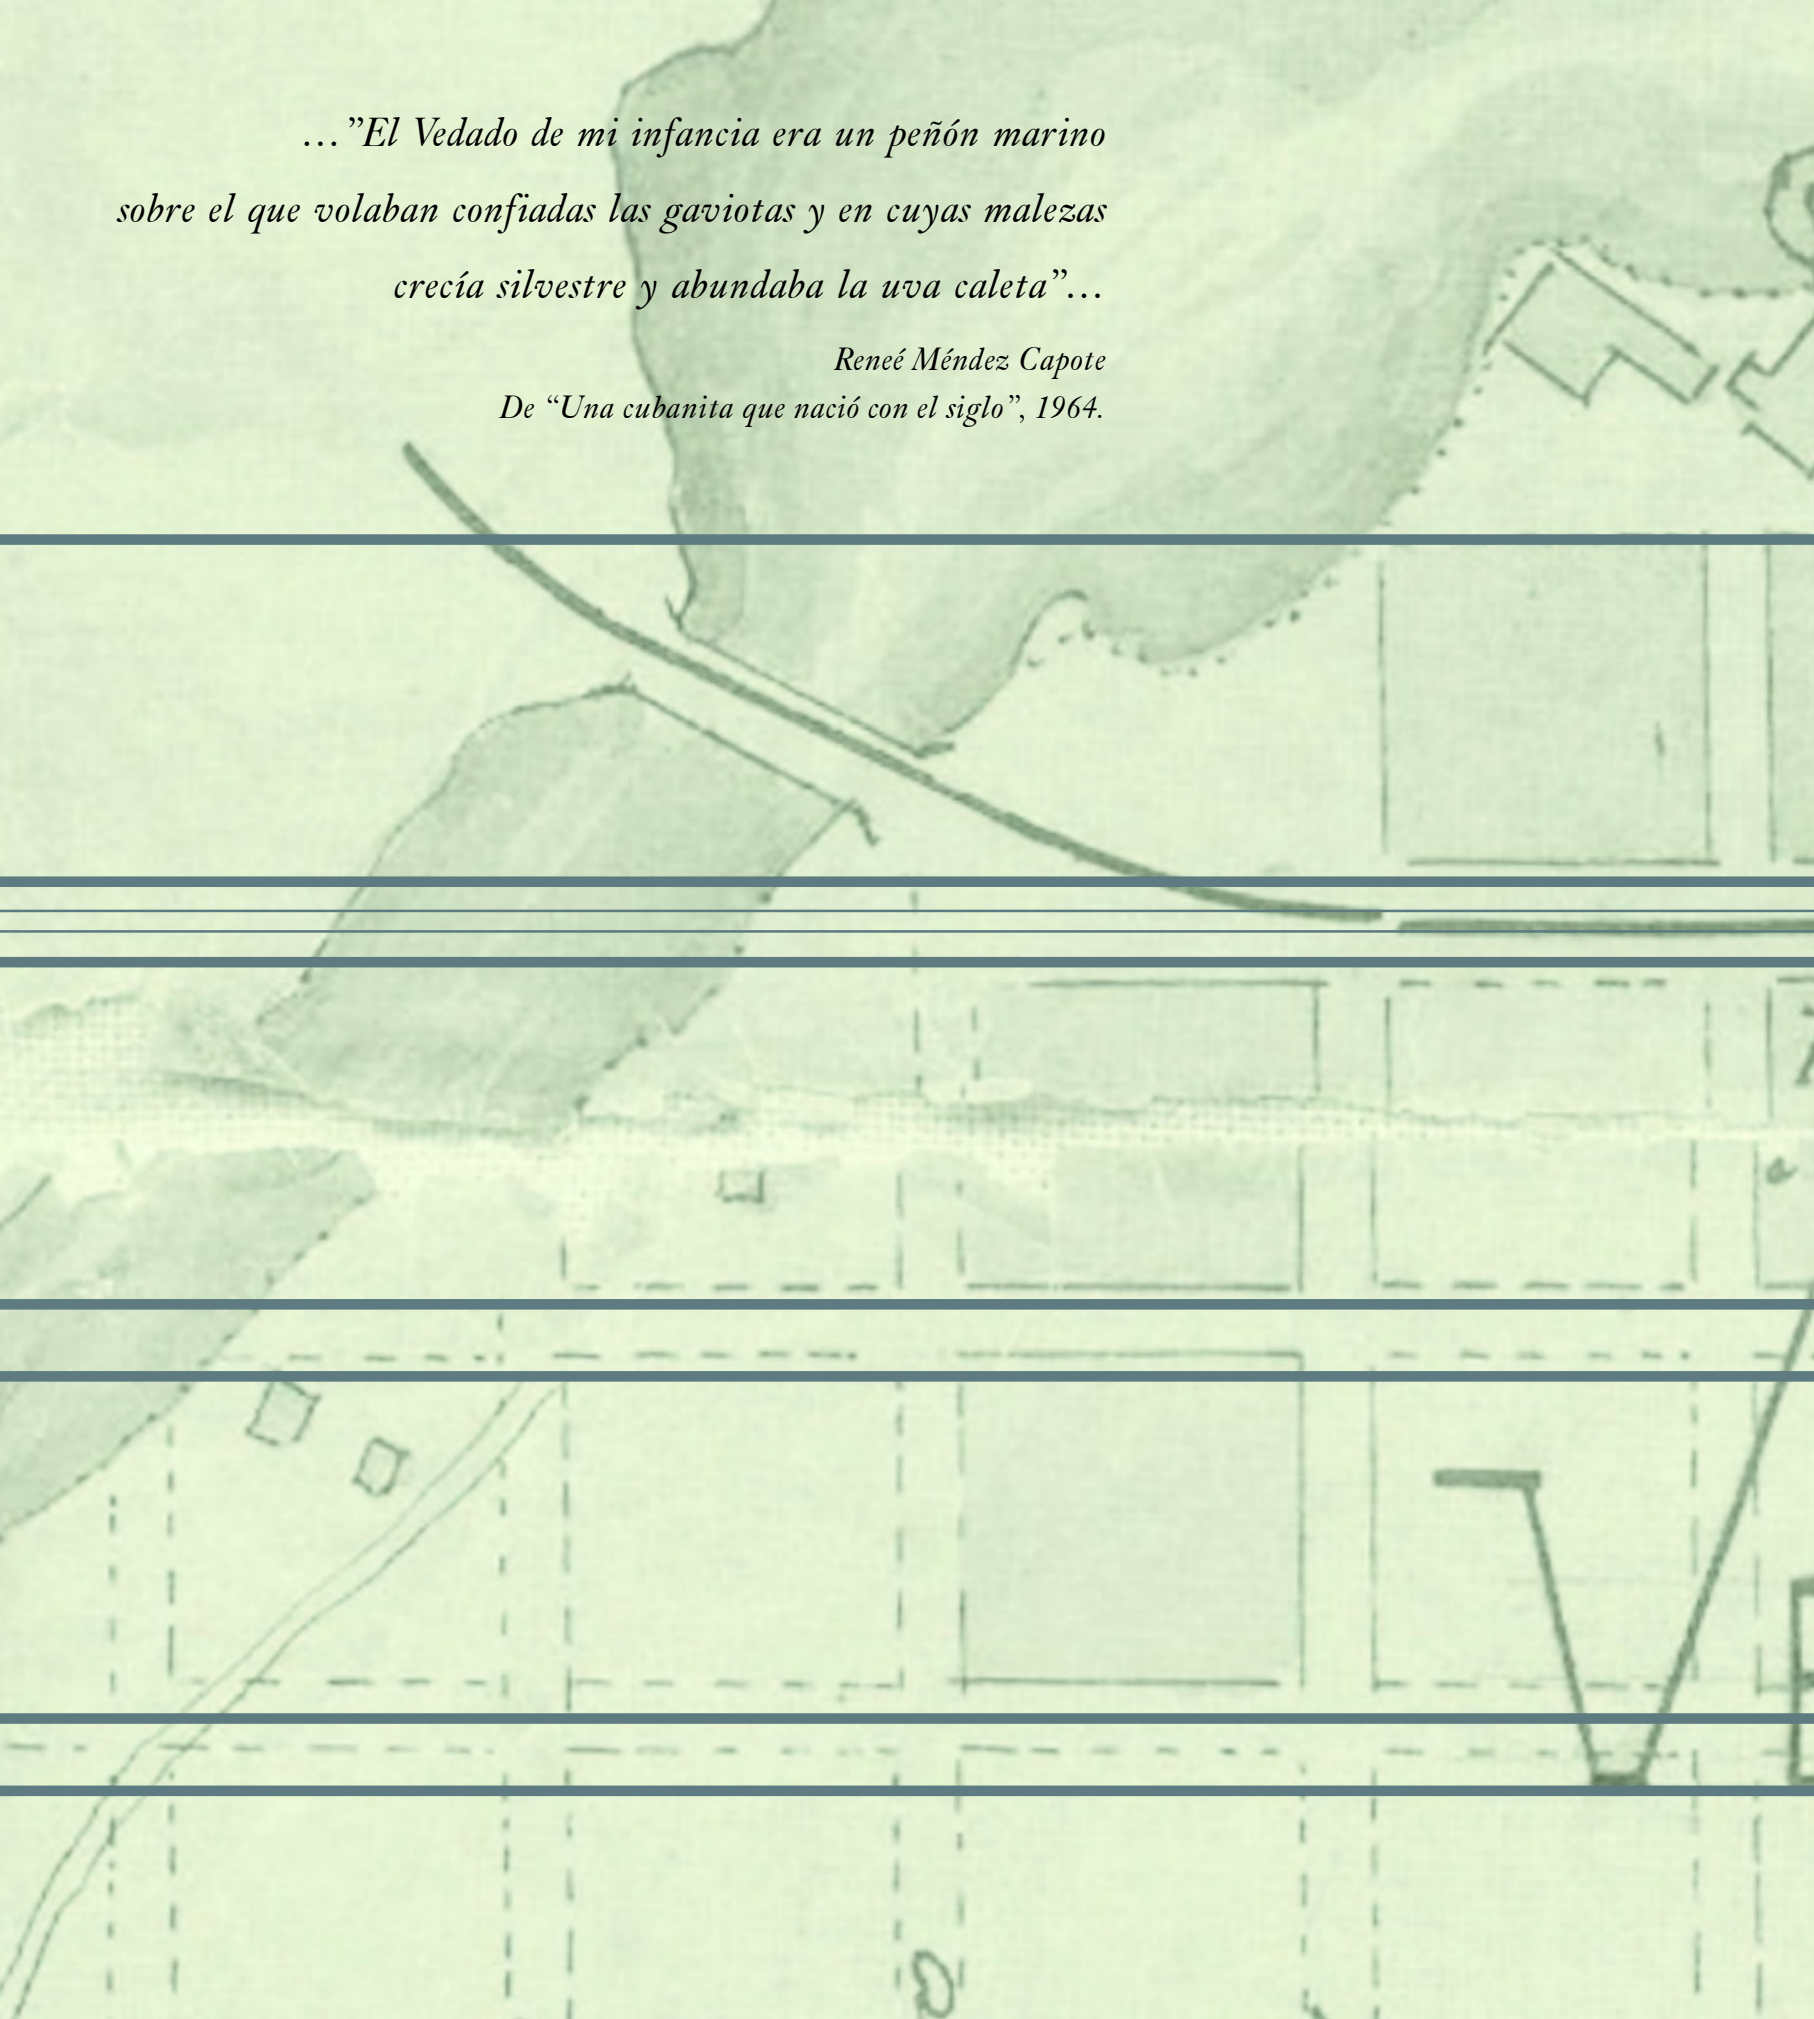 …”El Vedado de mi infancia era un peñón marino
sobre el que volaban confiadas las gaviotas y en cuyas malezas
crecía silvestre y abundaba la uva caleta”…
Reneé Méndez Capote
De “Una cubanita que nació con el siglo”, 1964.
V